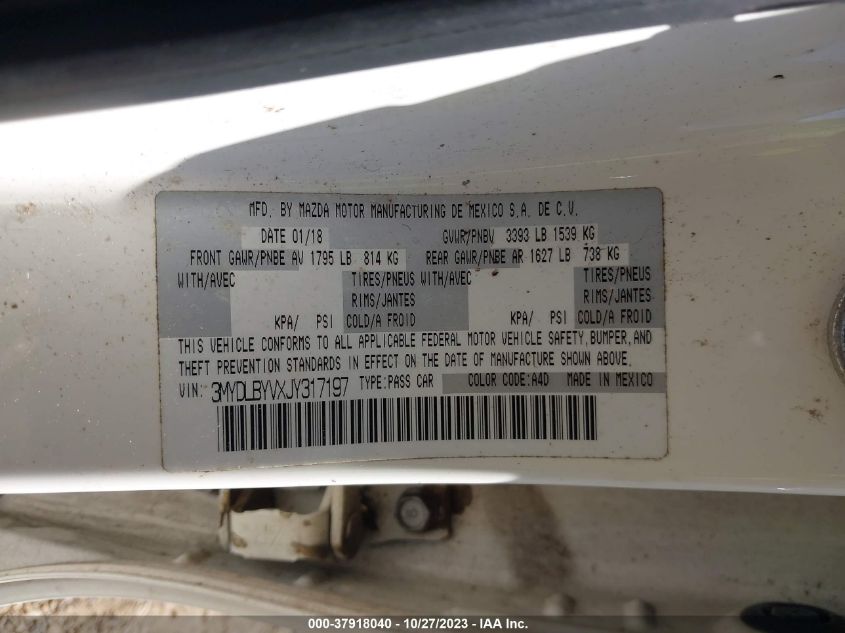 MFD. BY MAZDA MOTOR MANUFACTURING DE MEXICO S.A. DE C.V.
DATE 01/18 GVWR/PNBV 3393 LB 1539 KG
FRONT GAWR/PNBE AV 1795 LB 814 KG REAR GAWR/PNBE AR 1627 LB 738 KG
WITH/AVEC TIRES/PNEUS WITH/AVEC TIRES/PNEUS
RIMS/JANTES RIMS/JANTES
KPA/ PSI COLD/A FROID KPA/ PSI COLD/A FROID
THIS VEHICLE CONFORMS TO ALL APPLICABLE FEDERAL MOTOR VEHICLE SAFETY, BUMPER, AND
THEFT PREVENTION STANDARDS IN EFFECT ON THE DATE OF MANUFACTURE SHOWN ABOVE.
VIN: 3MYDLBYVXJY317197 TYPE:PASS CAR COLOR CODE:A4D MADE IN MEXICO
000-37918040 - 10/27/2023 - IAA Inc.